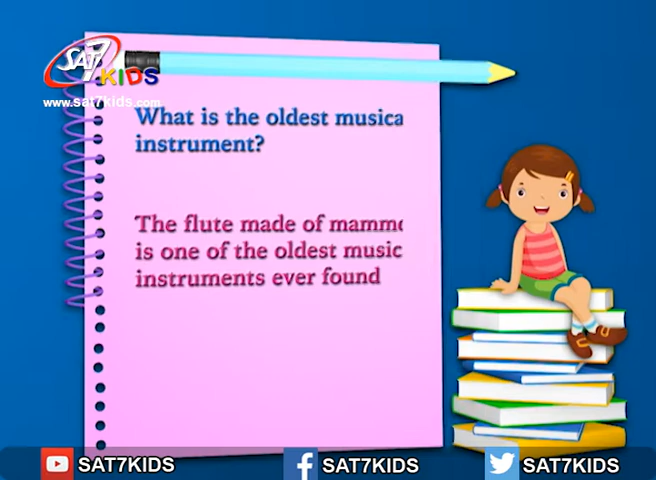 SAT7 KIDS
www.sat7kids.com
What is the oldest musica
instrument?
The flute made of mamm
is one of the oldest music
instruments ever found
SAT7KIDS
SAT7KIDS
SAT7KIDS